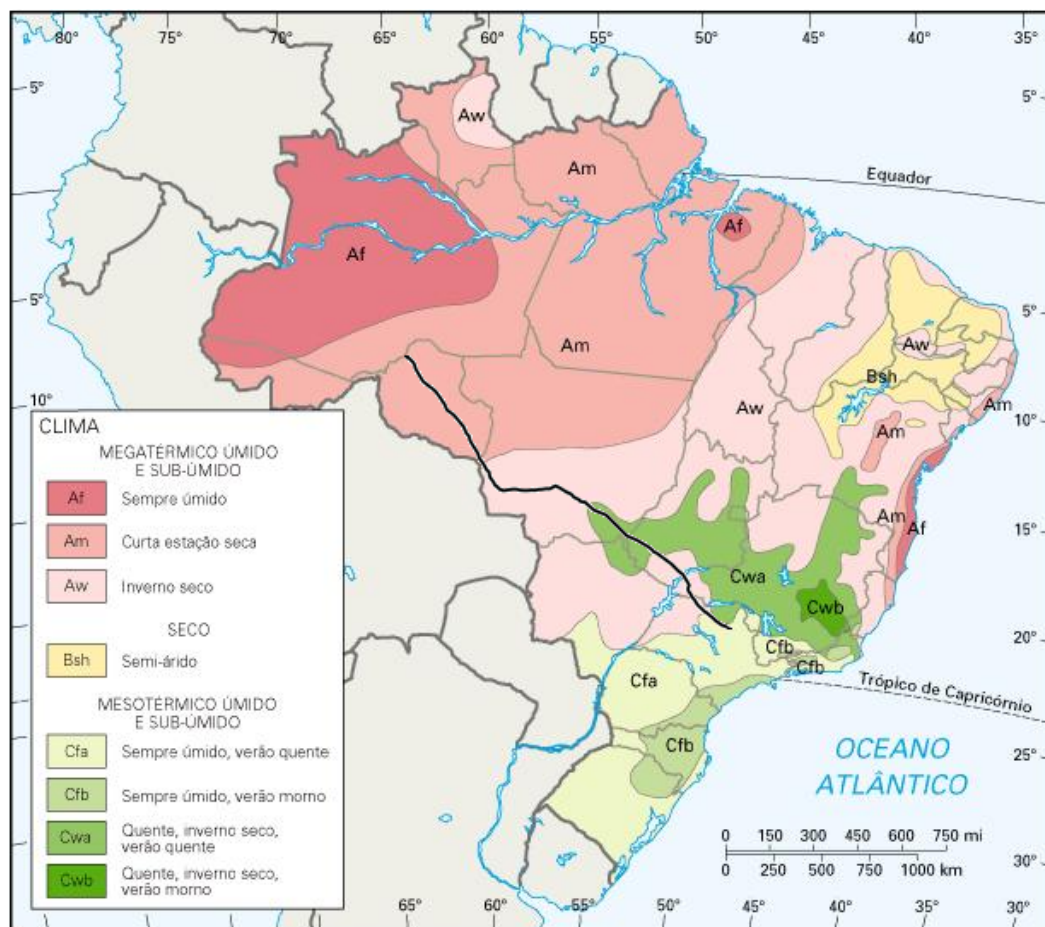 80° 75° 70° 65° 60° 55° 50° 45° 40° 35°
5° Aw 5°
Am
Equador
Af
Af
5° 5°
Am Aw
Bsh
Am
10° Aw 10°
Am
CLIMA
MEGATÉRMICO ÚMIDO
E SUB-ÚMIDO
Af Sempre úmido
Am Curta estação seca
Aw Inverno seco
SECO
Bsh Semi-árido
MESOTÉRMICO ÚMIDO
E SUB-ÚMIDO
Cfa Sempre úmido, verão quente
Cfb Sempre úmido, verão morno
Cwa Quente, inverno seco,
verão quente
Cwb Quente, inverno seco,
verão morno
Am Af 15°
Cwa
Cwb
20°
Cfb
Cfb
Trópico de Capricórnio
Cfa
Cfb
OCEANO
ATLÂNTICO
25°
0 150 300 450 600 750 mi
0 250 500 750 1000 km
30°
65° 60° 55° 50° 45° 40° 35° 30°